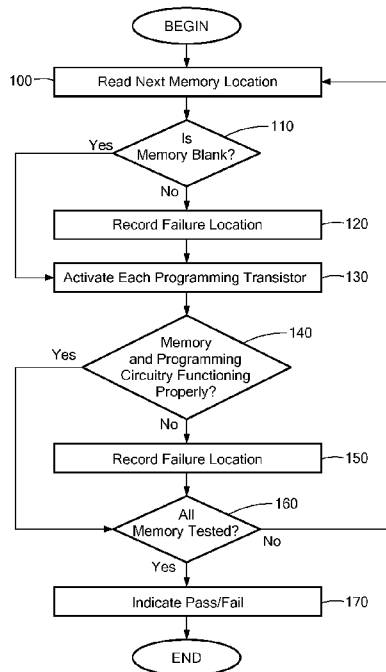 BEGIN
100
Read Next Memory Location
110
Is
Memory Blank?
Yes
No
Record Failure Location
120
Activate Each Programming Transistor
130
140
Memory
and Programming
Circuitry Functioning
Properly?
Yes
No
Record Failure Location
150
160
All
Memory Tested?
No
Yes
Indicate Pass/Fail
170
END